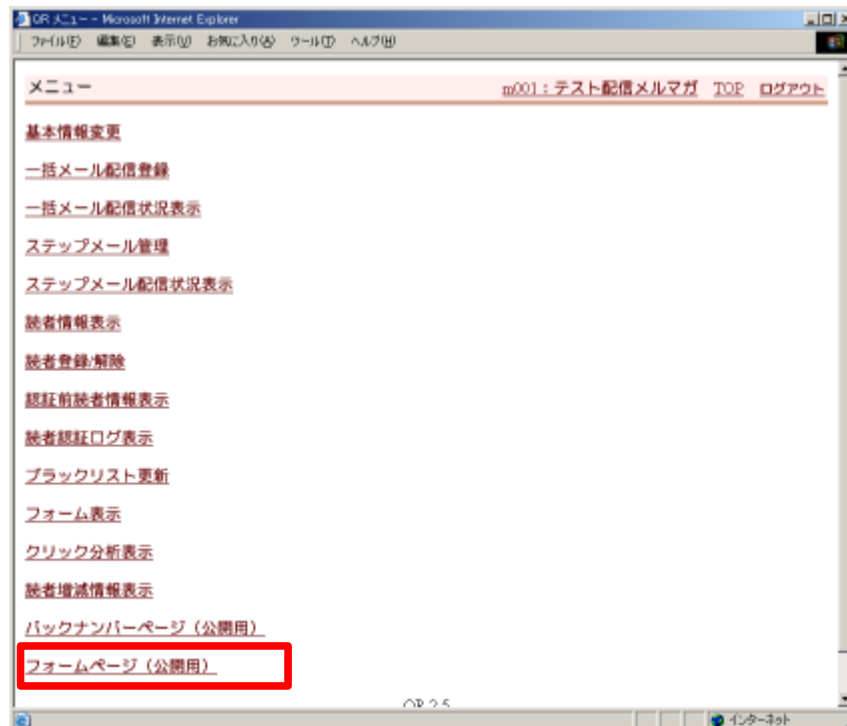 QR メニュー - Microsoft Internet Explorer
ファイル(F) 編集(E) 表示(V) お気に入り(A) ツール(T) ヘルプ(H)
メニュー m001：テスト配信メルマガ TOP ログアウト
基本情報変更
一括メール配信登録
一括メール配信状況表示
ステップメール管理
ステップメール配信状況表示
読者情報表示
読者登録/解除
認証前読者情報表示
読者認証ログ表示
ブラックリスト更新
フォーム表示
クリック分析表示
読者増減情報表示
バックナンバーページ（公開用）
フォームページ（公開用）
インターネット